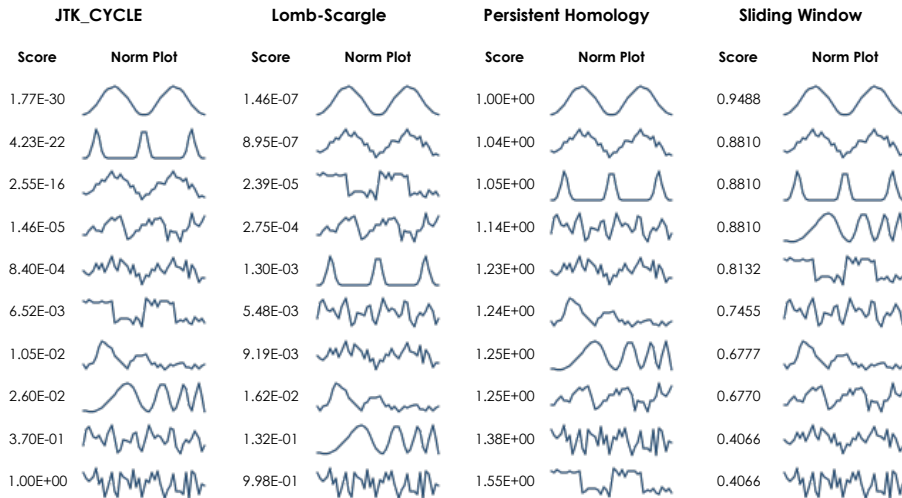 JTK_CYCLE Lomb-Scargle Persistent Homology Sliding Window
Score Norm Plot Score Norm Plot Score Norm Plot Score Norm Plot
1.77E-30 1.46E-07 1.00E+00 0.9488
4.23E-22 8.95E-07 1.04E+00 0.8810
2.55E-16 2.39E-05 1.05E+00 0.8810
1.46E-05 2.75E-04 1.14E+00 0.8810
8.40E-04 1.30E-03 1.23E+00 0.8132
6.52E-03 5.48E-03 1.24E+00 0.7455
1.05E-02 9.19E-03 1.25E+00 0.6777
2.60E-02 1.62E-02 1.25E+00 0.6770
3.70E-01 1.32E-01 1.38E+00 0.4066
1.00E+00 9.98E-01 1.55E+00 0.4066